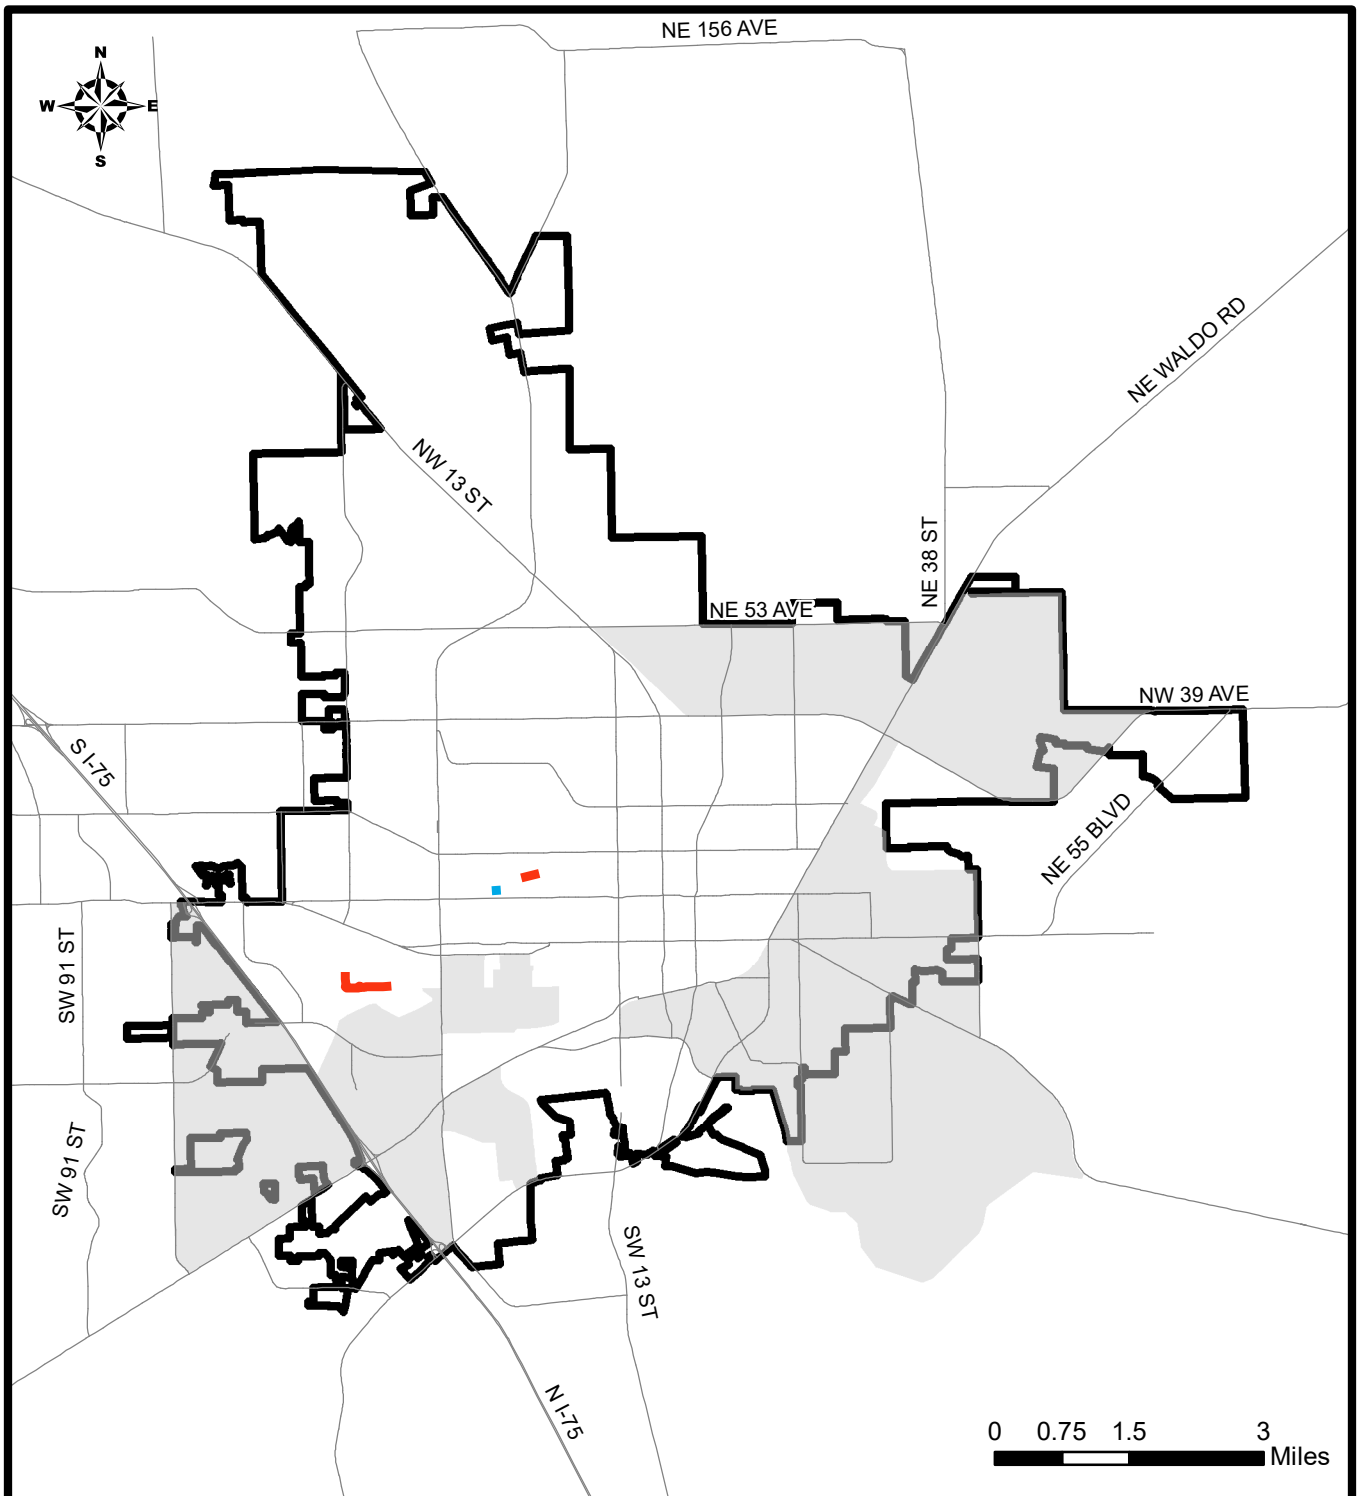 NE 156 AVE
N
W E
S
NE WALDO RD
NW 13 ST
NE 38 ST
NE 53 AVE
NW 39 AVE
S I-75
NE 55 BLVD
SW 91 ST
SW 91 ST
SW 13 ST
N I-75
0 0.75 1.5 3
Miles